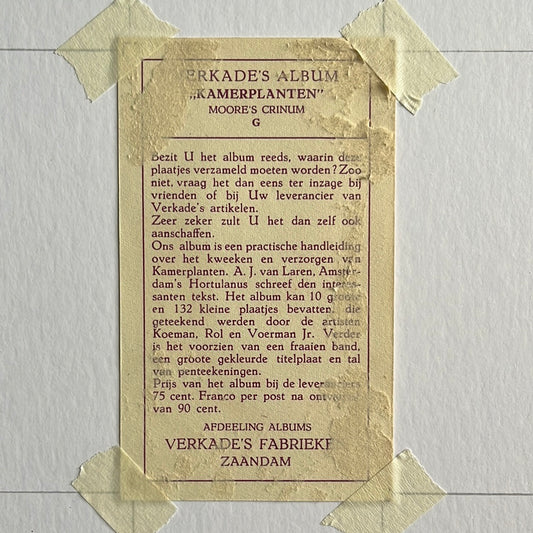 VERKADE'S ALBUM
„KAMERPLANTEN"
MOORE'S CRINUM
G
Bezit U het album reeds, waarin deze
plaatjes verzameld moeten worden? Zoo
niet, vraag het dan eens ter inzage bij
vrienden of bij Uw leverancier van
Verkade's artikelen.
Zeer zeker zult U het dan zelf ook
aanschaffen.
Ons album is een practische handleiding
over het kweeken en verzorgen van
Kamerplanten. A. J. van Laren, Amster-
dam's Hortulanus schreef den interes-
santen tekst. Het album kan 10 groote
en 132 kleine plaatjes bevatten, die
geteekend werden door de artisten
Koeman, Rol en Voerman Jr. Verder
is het voorzien van een fraaien band,
een groote gekleurde titelplaat en tal
van penteekeningen.
Prijs van het album bij de leveranciers
75 cent. Franco per post na ontvangst
van 90 cent.
AFDEELING ALBUMS
VERKADE'S FABRIEKEN
ZAANDAM